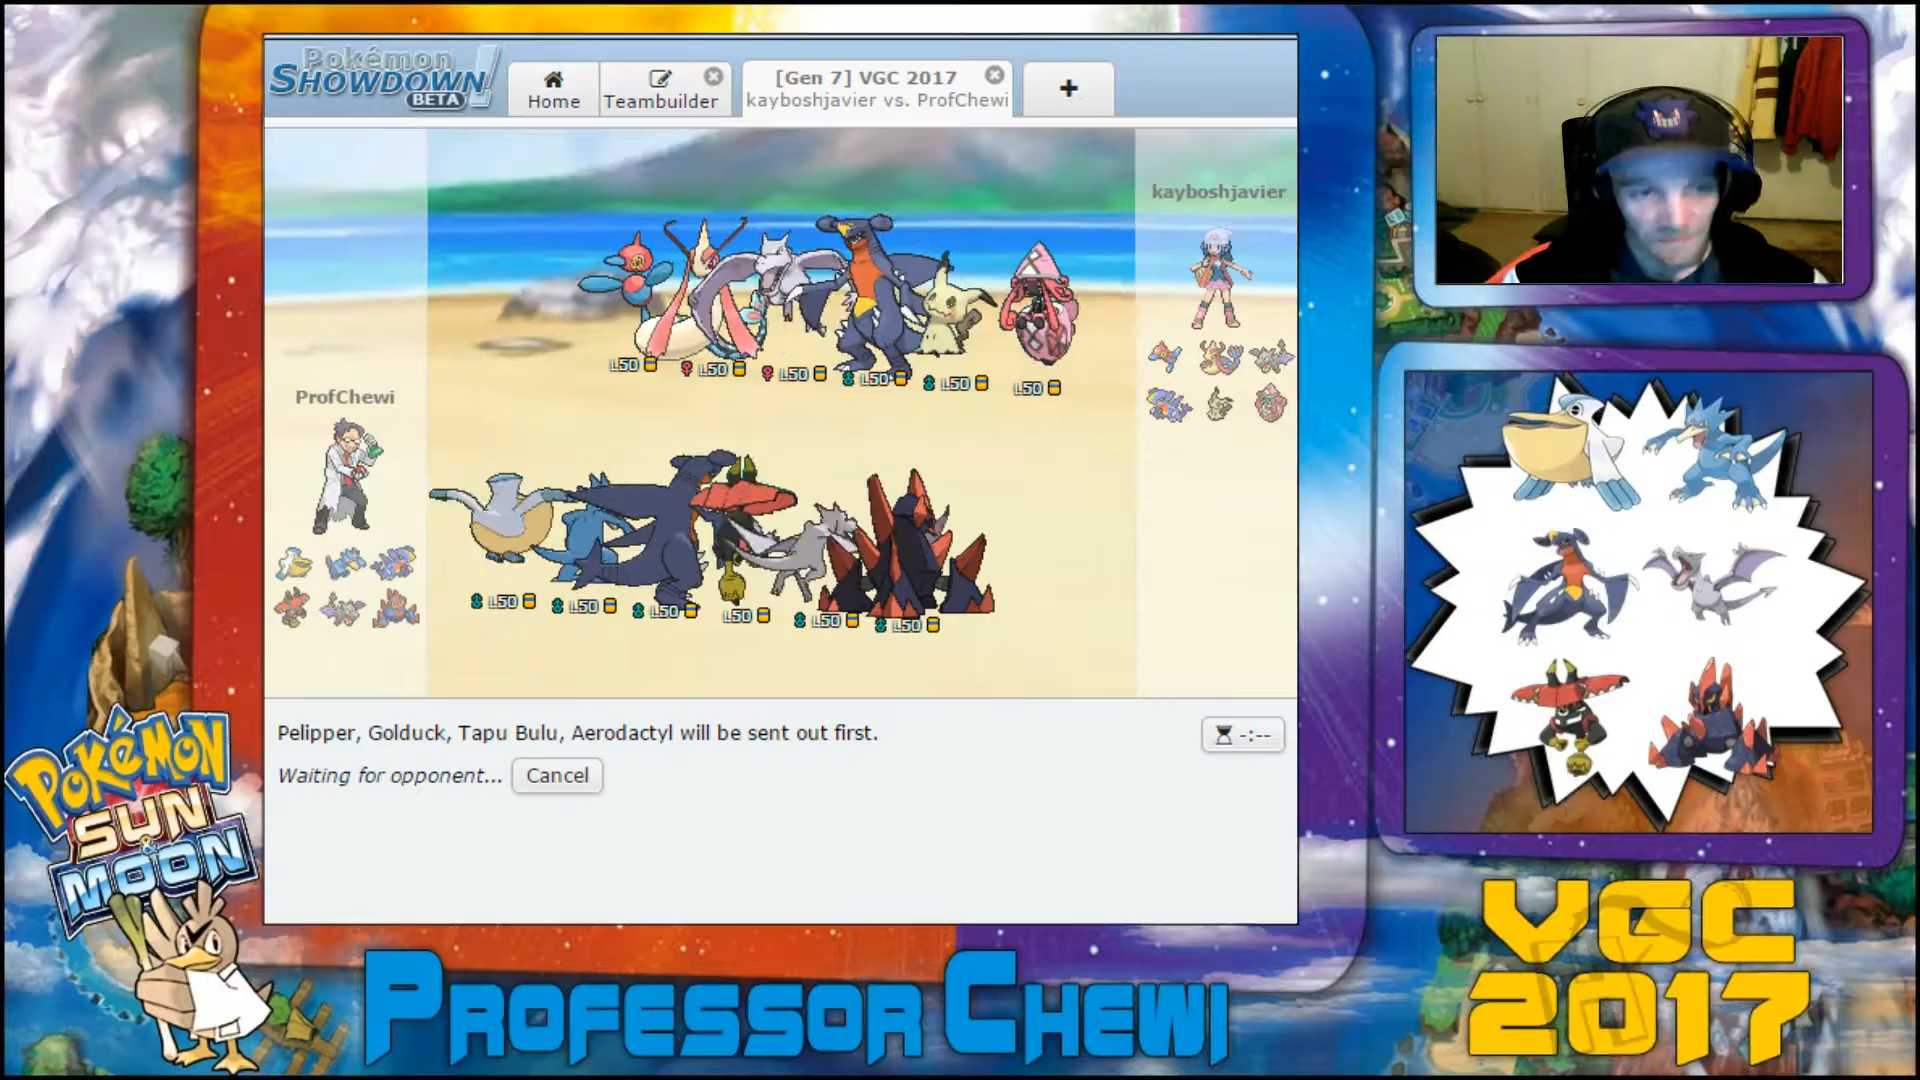 Pokémon
SHOWDOWN!
BETA
Home
Teambuilder
[Gen 7] VGC 2017
kayboshjavier vs. ProfChewi
+
kayboshjavier
ProfChewi
L50 L50 L50 L50 L50 L50
L50 L50 L50 L50 L50 L50
Pelipper, Golduck, Tapu Bulu, Aerodactyl will be sent out first.
-:--
Waiting for opponent... Cancel
POKéMON
SUN
&
MOON
PROFESSOR CHEWI
VGC
2017